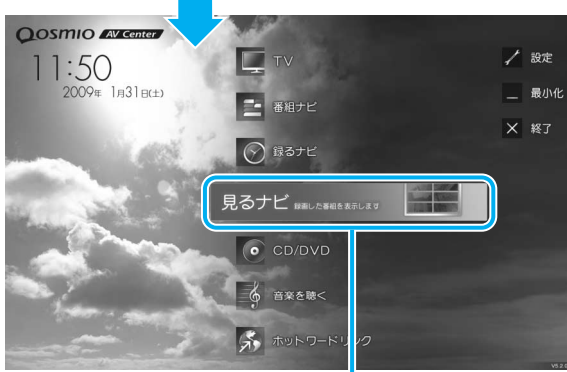 Qosmio AV Center
11:50
2009年 1月31日(土)
TV
番組ナビ
録るナビ
見るナビ 録画した番組を表示します
CD/DVD
音楽を聴く
ホットワードリンク
設定
最小化
終了